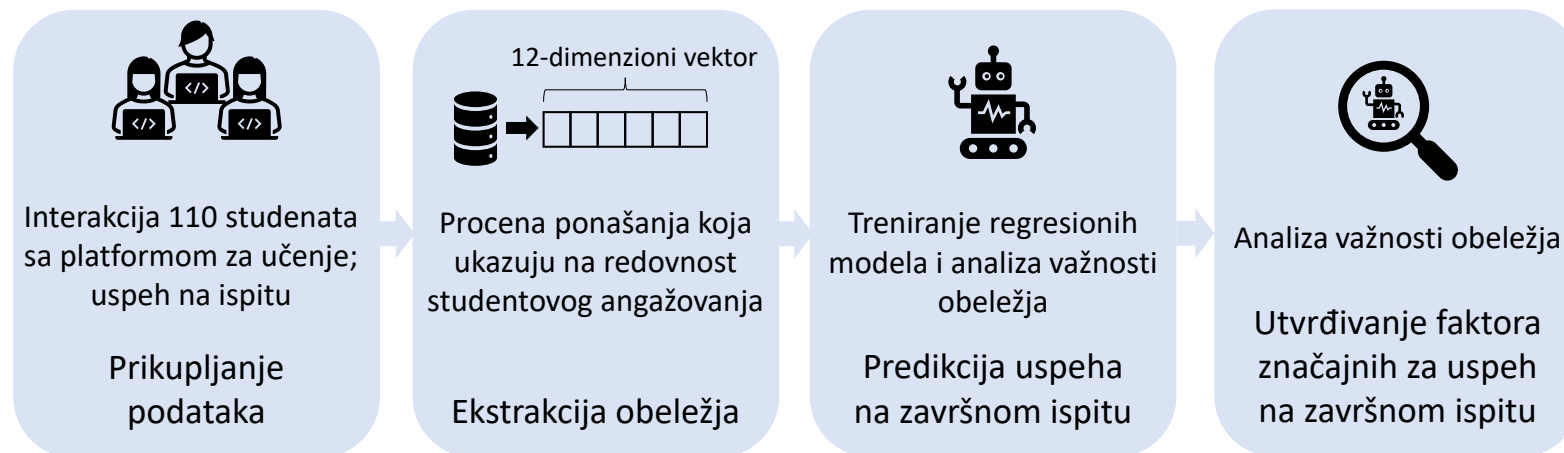 Interakcija 110 studenata
sa platformom za učenje;
uspeh na ispitu
Prikupljanje
podataka
12-dimenzioni vektor
Procena ponašanja koja
ukazuju na redovnost
studentovog angažovanja
Ekstrakcija obeležja
Treniranje regresionih
modela i analiza važnosti
obeležja
Predikcija uspeha
na završnom ispitu
Analiza važnosti obeležja
Utvrđivanje faktora
značajnih za uspeh
na završnom ispitu